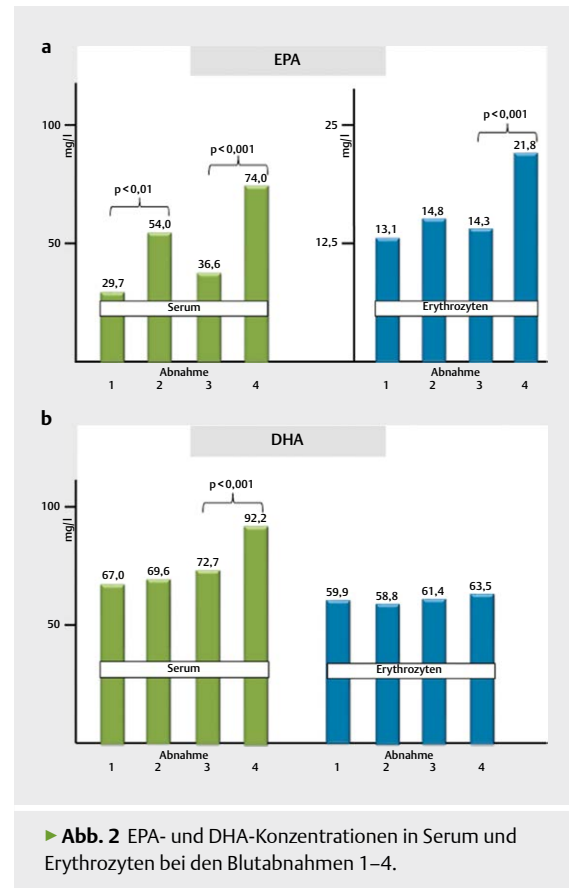 a
EPA
100
mg/l
50
p<0,01
p<0,001
29,7
54,0
36,6
74,0
Serum
Abnahme
1 2 3 4
25
mg/l
12,5
p<0,001
13,1
14,8
14,3
21,8
Erythrozyten
Abnahme
1 2 3 4
b
DHA
100
mg/l
50
p<0,001
67,0
69,6
72,7
92,2
Serum
Abnahme
1 2 3 4
59,9
58,8
61,4
63,5
Erythrozyten
Abnahme
1 2 3 4
► Abb. 2 EPA- und DHA-Konzentrationen in Serum und
Erythrozyten bei den Blutabnahmen 1–4.